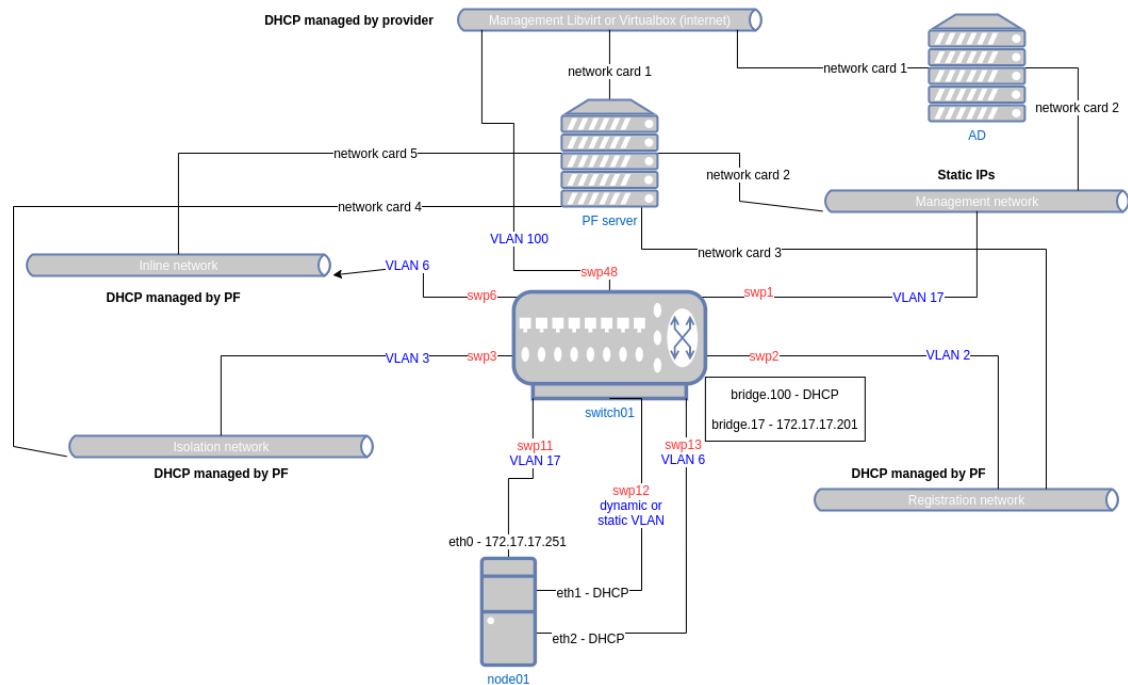 DHCP managed by provider
Management Libvirt or Virtualbox (internet)
network card 1
network card 1
network card 2
AD
network card 5
network card 2
Static IPs
Management network
network card 4
PF server
VLAN 100
network card 3
Inline network
VLAN 6
swp48
DHCP managed by PF
swp6
swp1
VLAN 17
VLAN 3
swp3
swp2
VLAN 2
bridge.100 - DHCP
bridge.17 - 172.17.17.201
switch01
Isolation network
DHCP managed by PF
swp11
VLAN 17
swp13
VLAN 6
swp12
dynamic or
static VLAN
DHCP managed by PF
Registration network
eth0 - 172.17.17.251
eth1 - DHCP
eth2 - DHCP
node01